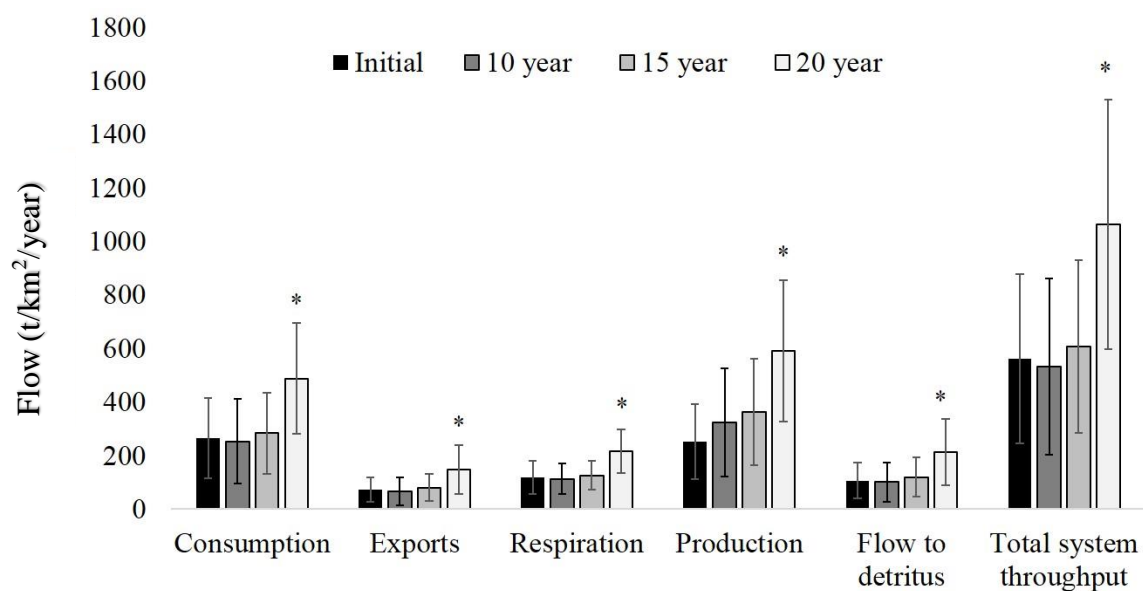 1800
1600
1400
1200
1000
800
600
400
200
0
Flow (t/km²/year)
Initial 10 year 15 year 20 year
* * * * * *
Consumption Exports Respiration Production Flow to detritus Total system throughput